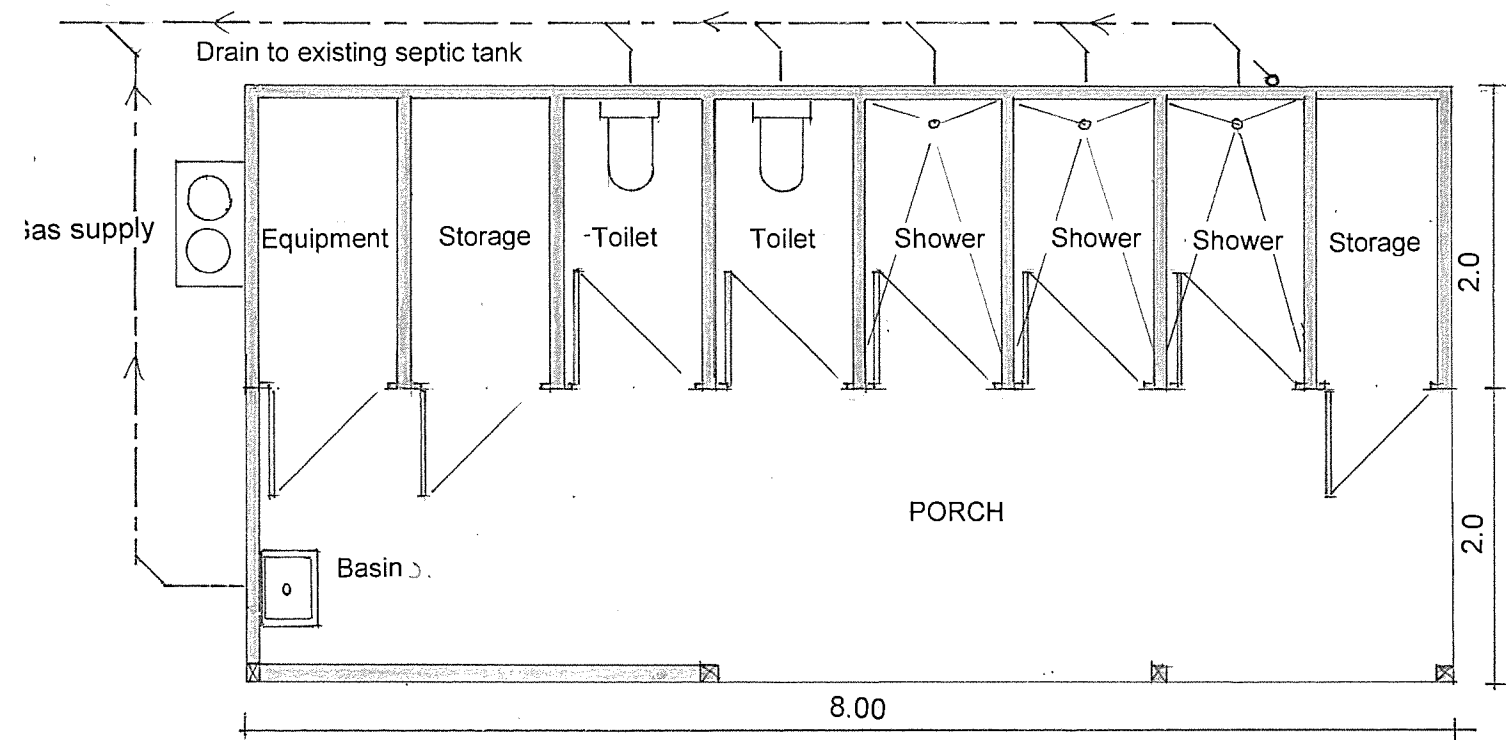 Drain to existing septic tank
Gas supply
Equipment
Storage
-Toilet
Toilet
Shower
Shower
Shower
Storage
2.0
PORCH
2.0
Basin
8.00